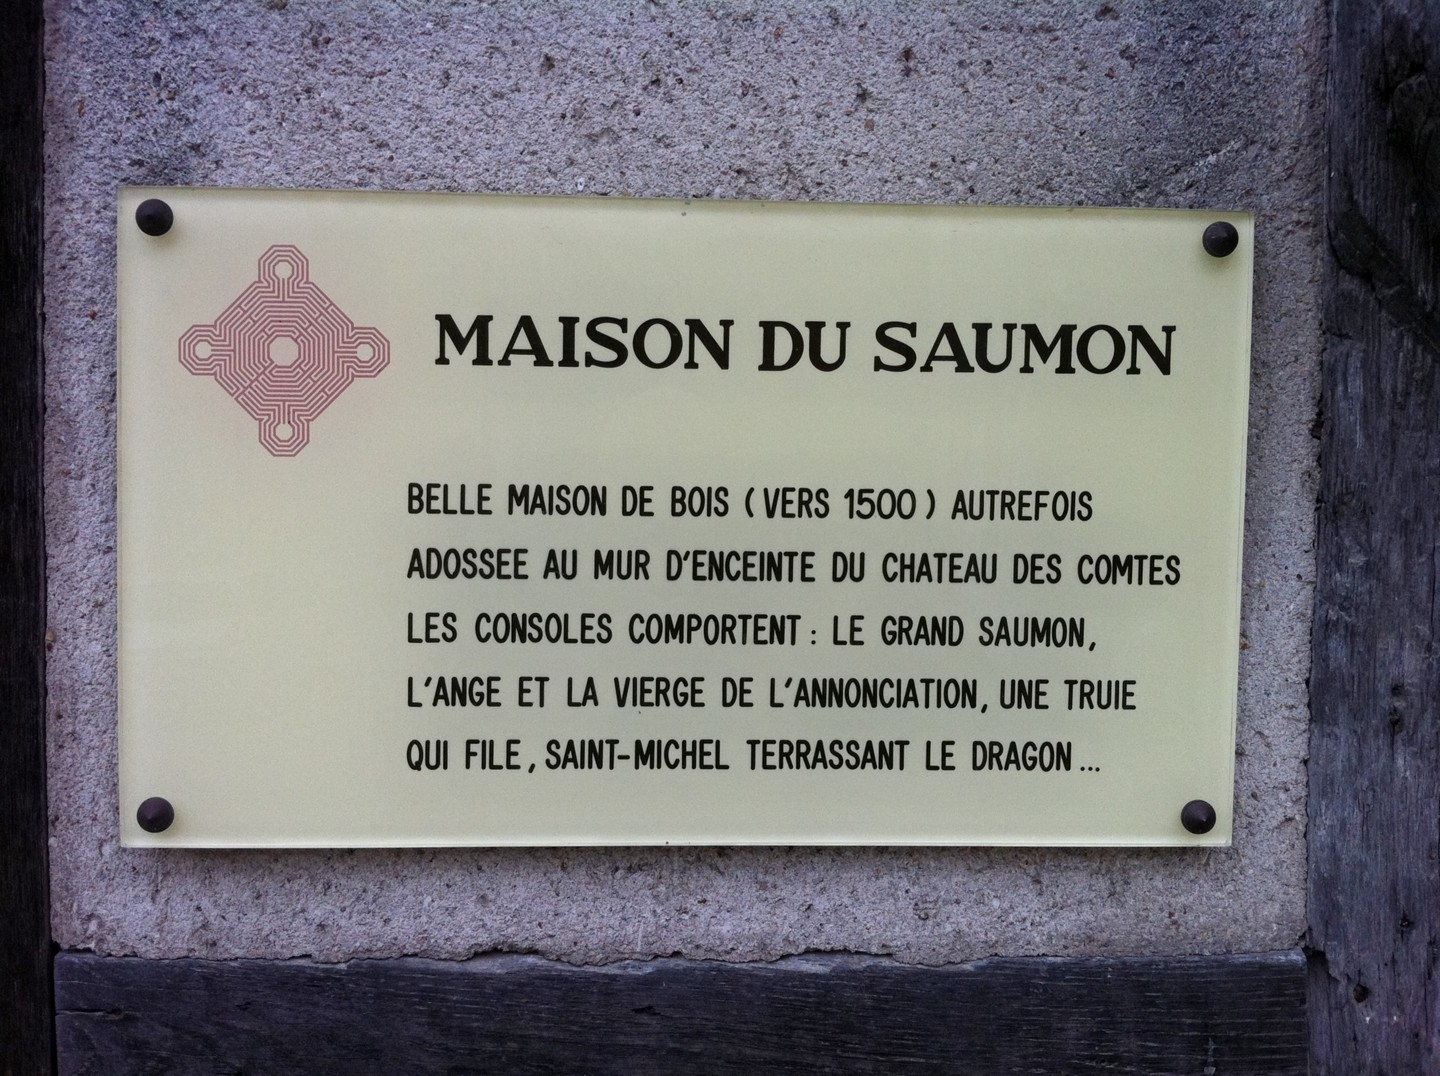 MAISON DU SAUMON
BELLE MAISON DE BOIS (VERS 1500) AUTREFOIS
ADOSSEE AU MUR D'ENCEINTE DU CHATEAU DES COMTES
LES CONSOLES COMPORTENT : LE GRAND SAUMON,
L'ANGE ET LA VIERGE DE L'ANNONCIATION, UNE TRUIE
QUI FILE, SAINT-MICHEL TERRASSANT LE DRAGON...